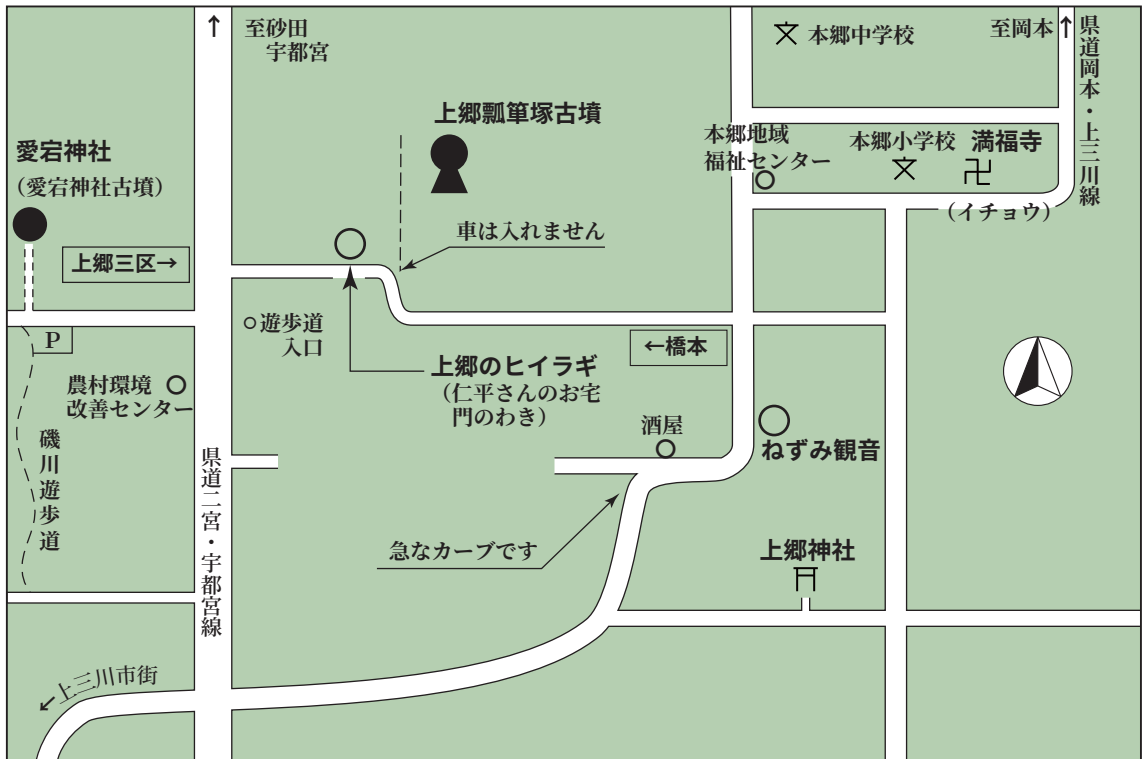 ↑
至砂田
宇都宮
本郷中学校
至岡本↑
県道岡本・上三川線
上郷瓢箪塚古墳
愛宕神社
（愛宕神社古墳）
本郷地域
福祉センター
本郷小学校
満福寺
（イチョウ）
車は入れません
上郷三区→
遊歩道
入口
←橋本
P
上郷のヒイラギ
（仁平さんのお宅
門のわき）
農村環境
改善センター
酒屋
ねずみ観音
磯川遊歩道
県道二宮・宇都宮線
急なカーブです
上郷神社
↙上三川市街